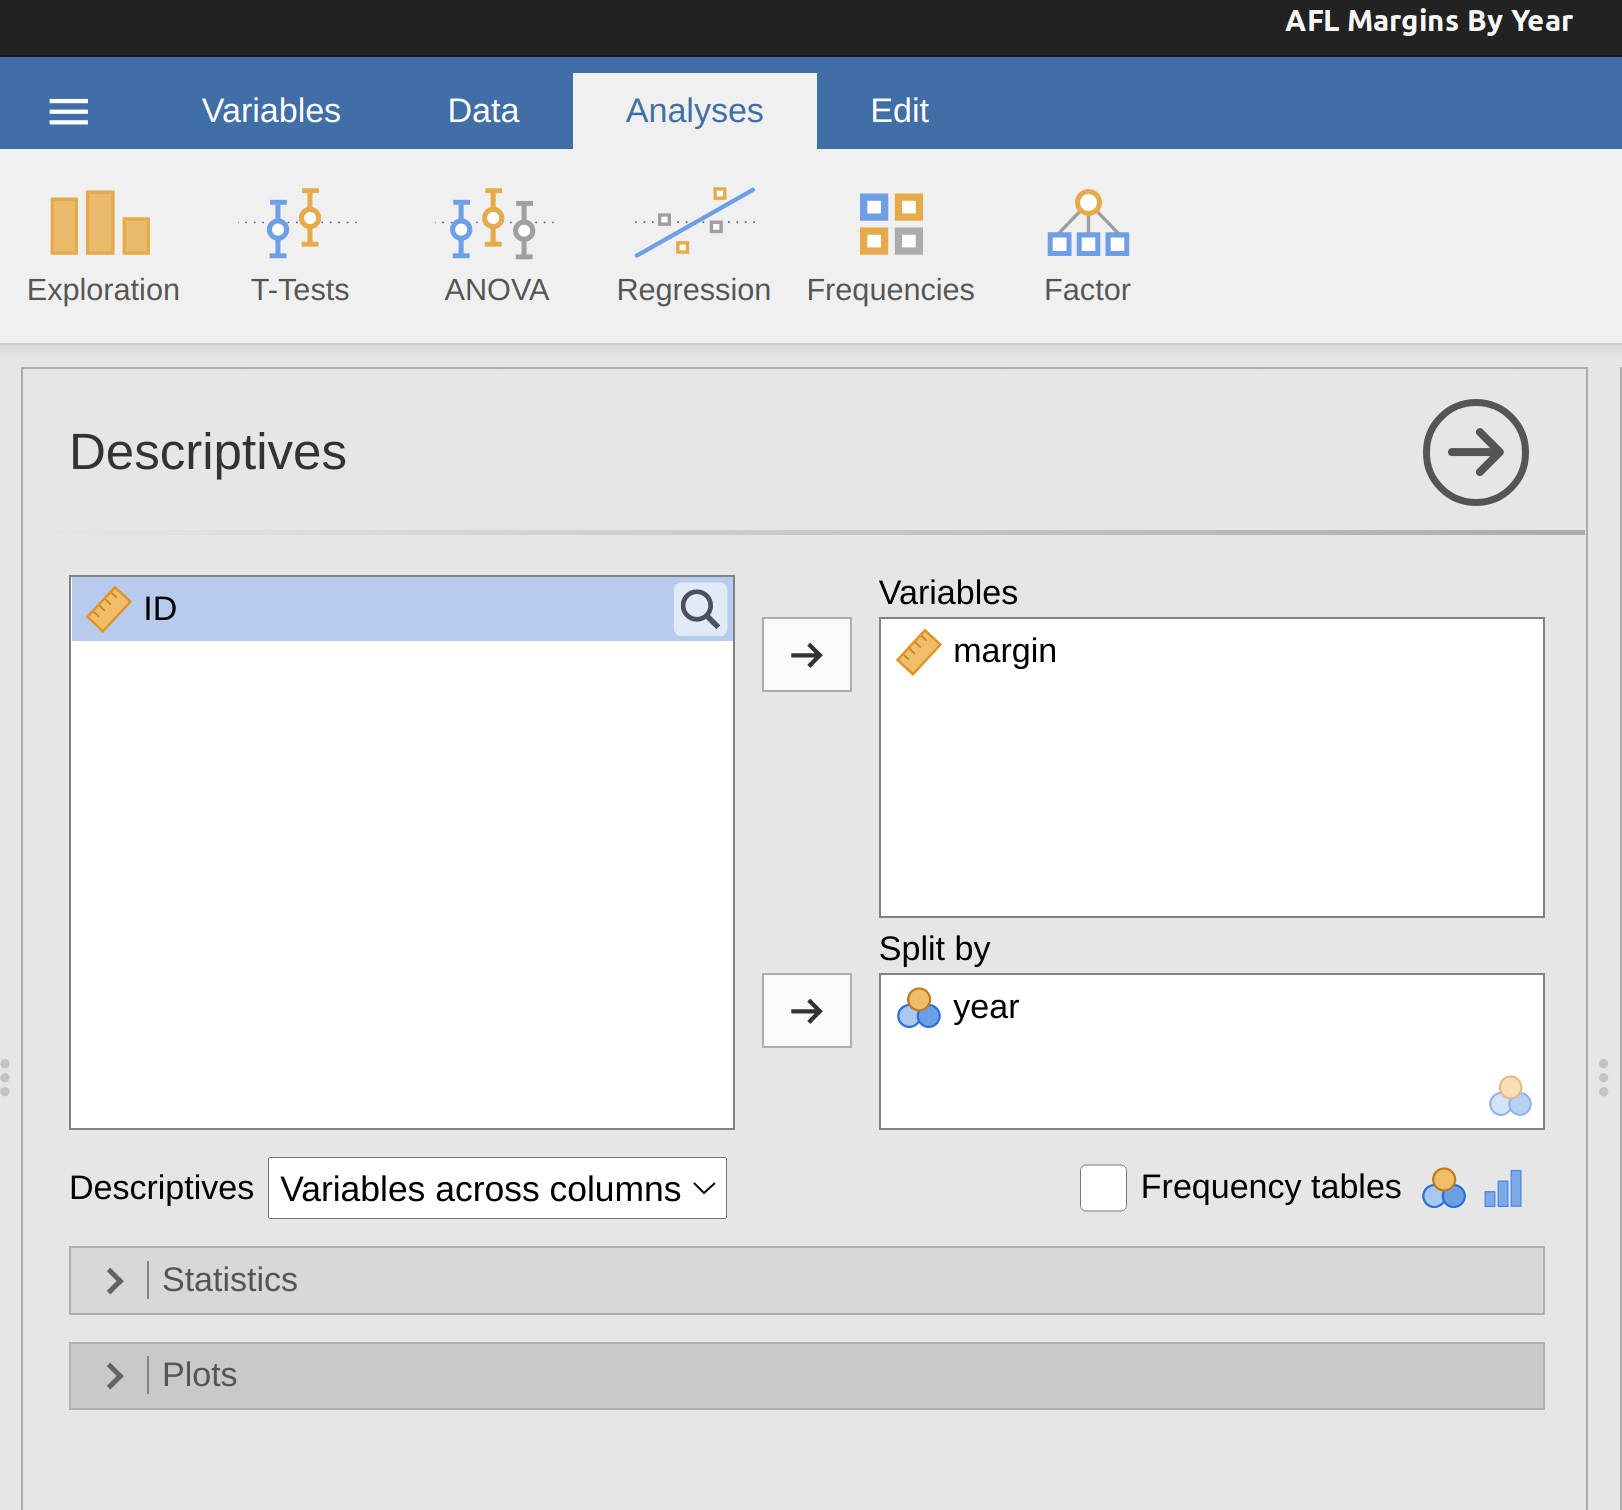 AFL Margins By Year
Variables Data Analyses Edit
Exploration T-Tests ANOVA Regression Frequencies Factor
Descriptives
ID
Variables
margin
Split by
year
Descriptives Variables across columns
Frequency tables
Statistics
Plots